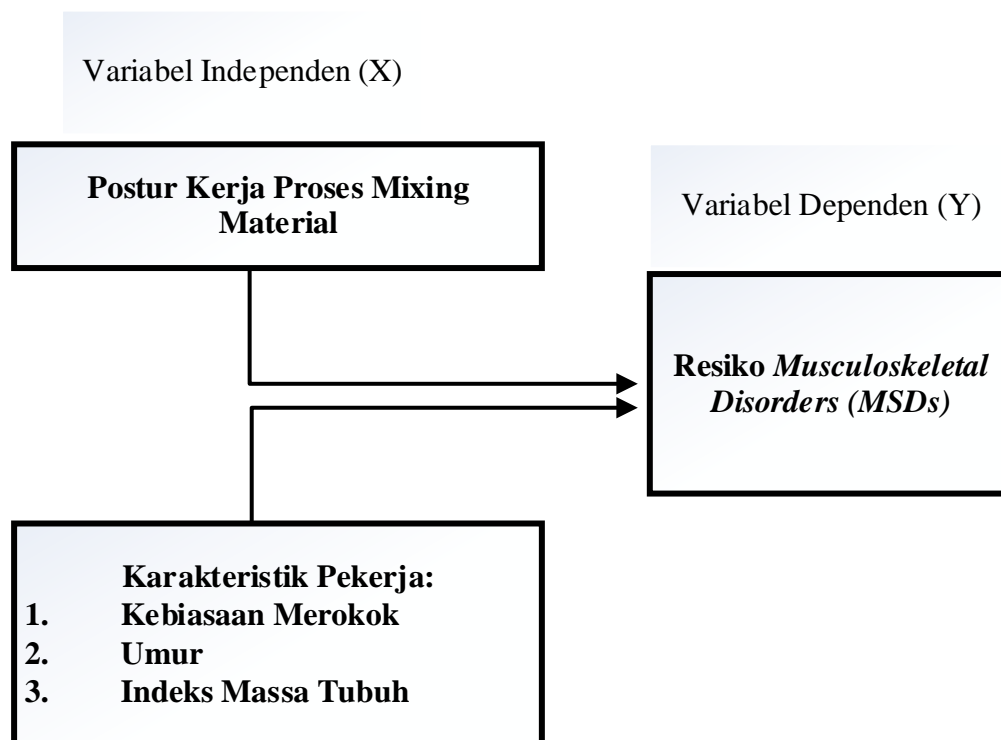 Variabel Independen (X)
Postur Kerja Proses Mixing
Material
Variabel Dependen (Y)
Resiko Musculoskeletal
Disorders (MSDs)
Karakteristik Pekerja:
1. Kebiasaan Merokok
2. Umur
3. Indeks Massa Tubuh